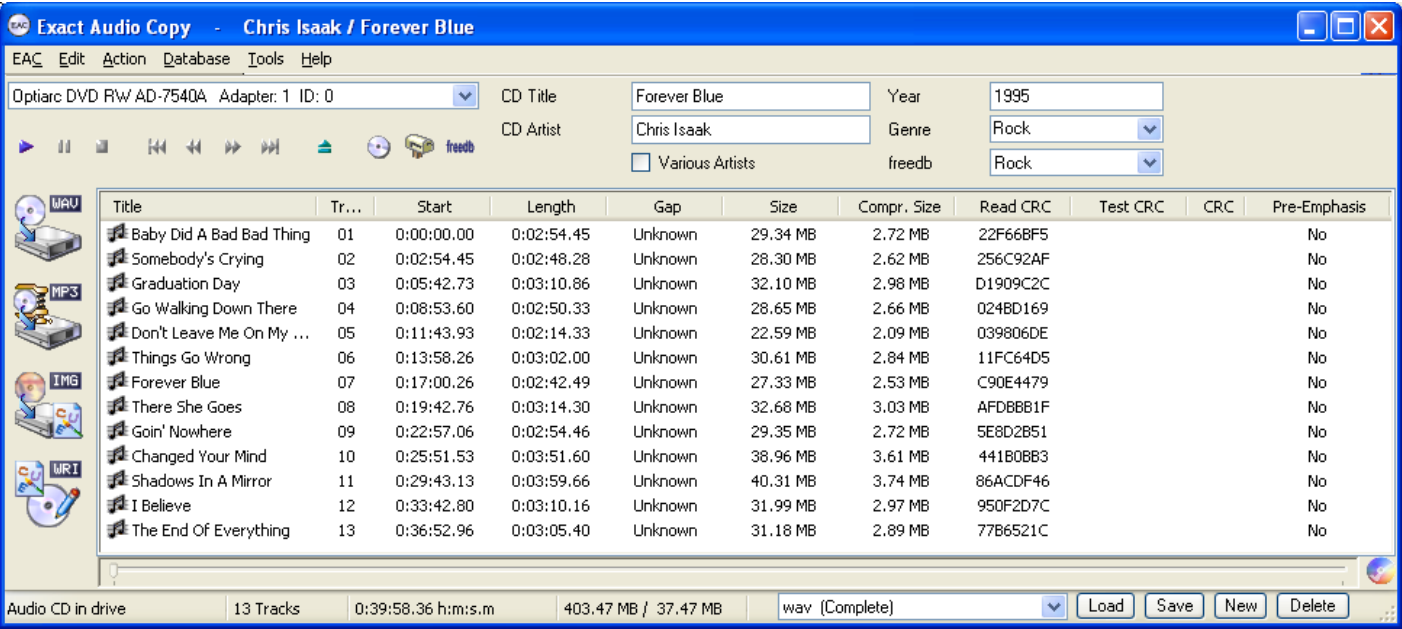 EAC Exact Audio Copy - Chris Isaak / Forever Blue
EAC Edit Action Database Tools Help
Optiarc DVD RW AD-7540A Adapter: 1 ID: 0 CD Title Forever Blue Year 1995
CD Artist Chris Isaak Genre Rock
freedb
Various Artists freedb Rock
WAV
MP3
IMG
WRI
Title Tr... Start Length Gap Size Compr. Size Read CRC Test CRC CRC Pre-Emphasis
Baby Did A Bad Bad Thing 01 0:00:00.00 0:02:54.45 Unknown 29.34 MB 2.72 MB 22F66BF5 No
Somebody's Crying 02 0:02:54.45 0:02:48.28 Unknown 28.30 MB 2.62 MB 256C92AF No
Graduation Day 03 0:05:42.73 0:03:10.86 Unknown 32.10 MB 2.98 MB D1909C2C No
Go Walking Down There 04 0:08:53.60 0:02:50.33 Unknown 28.65 MB 2.66 MB 024BD169 No
Don't Leave Me On My ... 05 0:11:43.93 0:02:14.33 Unknown 22.59 MB 2.09 MB 039806DE No
Things Go Wrong 06 0:13:58.26 0:03:02.00 Unknown 30.61 MB 2.84 MB 11FC64D5 No
Forever Blue 07 0:17:00.26 0:02:42.49 Unknown 27.33 MB 2.53 MB C90E4479 No
There She Goes 08 0:19:42.76 0:03:14.30 Unknown 32.68 MB 3.03 MB AFDBBB1F No
Goin' Nowhere 09 0:22:57.06 0:02:54.46 Unknown 29.35 MB 2.72 MB 5E8D2B51 No
Changed Your Mind 10 0:25:51.53 0:03:51.60 Unknown 38.96 MB 3.61 MB 441B0BB3 No
Shadows In A Mirror 11 0:29:43.13 0:03:59.66 Unknown 40.31 MB 3.74 MB 86ACDF46 No
I Believe 12 0:33:42.80 0:03:10.16 Unknown 31.99 MB 2.97 MB 950F2D7C No
The End Of Everything 13 0:36:52.96 0:03:05.40 Unknown 31.18 MB 2.89 MB 77B6521C No
Audio CD in drive 13 Tracks 0:39:58.36 h:m:s.m 403.47 MB / 37.47 MB wav (Complete) Load Save New Delete